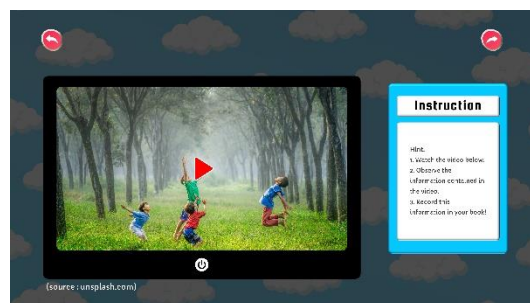 Instruction
Hint:
1. Watch the video below.
2. Observe the
information contained in
the video.
3. Record this
information in your book!
(source : unsplash.com)